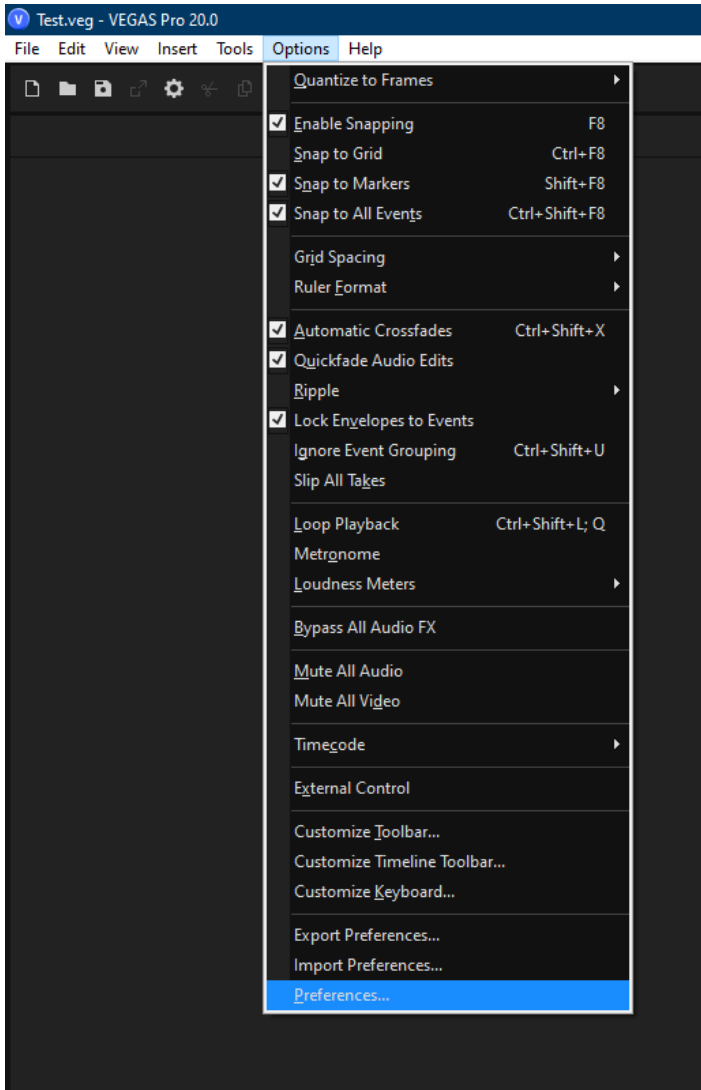 V Test.veg - VEGAS Pro 20.0
File Edit View Insert Tools Options Help
Quantize to Frames
Enable Snapping F8
Snap to Grid Ctrl+F8
Snap to Markers Shift+F8
Snap to All Events Ctrl+Shift+F8
Grid Spacing
Ruler Format
Automatic Crossfades Ctrl+Shift+X
Quickfade Audio Edits
Ripple
Lock Envelopes to Events
Ignore Event Grouping Ctrl+Shift+U
Slip All Takes
Loop Playback Ctrl+Shift+L; Q
Metronome
Loudness Meters
Bypass All Audio FX
Mute All Audio
Mute All Video
Timecode
External Control
Customize Toolbar...
Customize Timeline Toolbar...
Customize Keyboard...
Export Preferences...
Import Preferences...
Preferences...